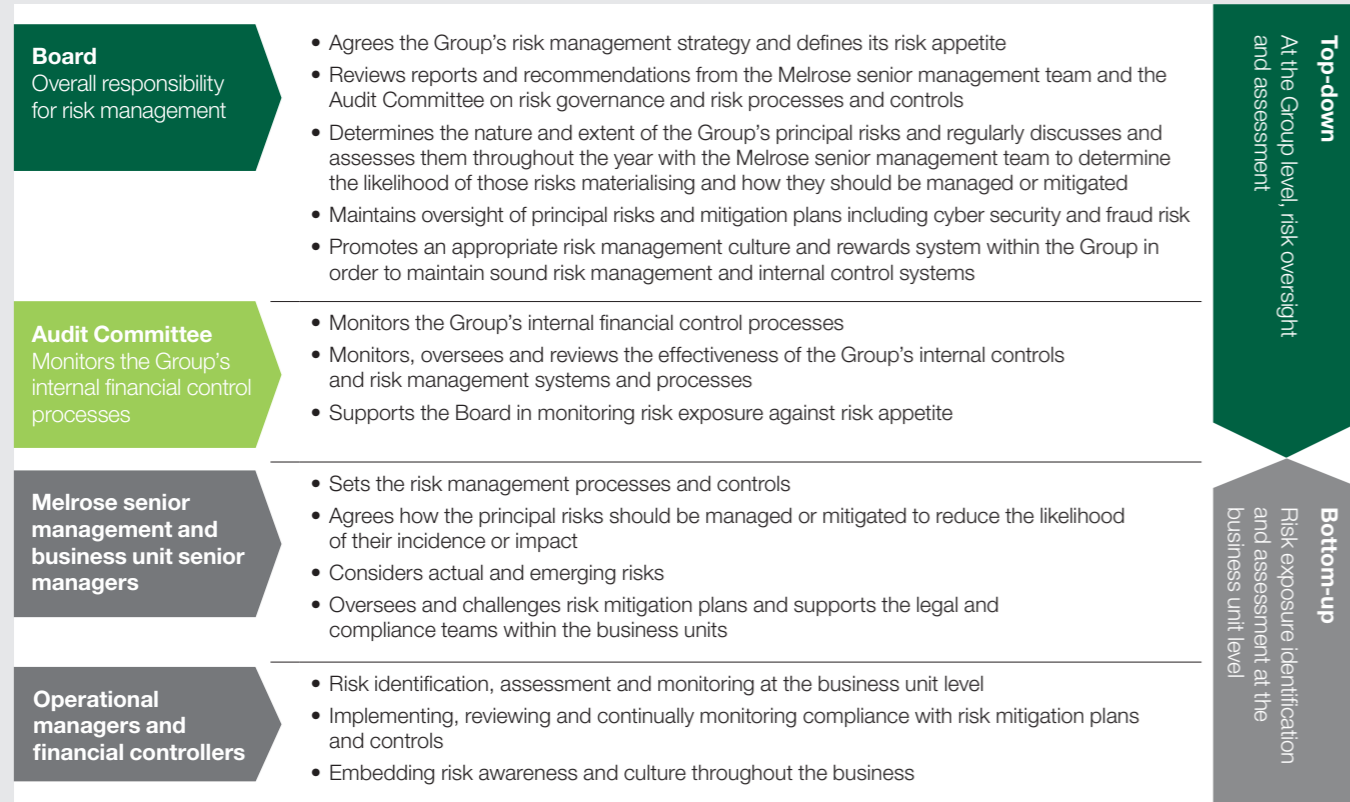 Board
Overall responsibility
for risk management
• Agrees the Group's risk management strategy and defines its risk appetite
• Reviews reports and recommendations from the Melrose senior management team and the
Audit Committee on risk governance and risk processes and controls
• Determines the nature and extent of the Group's principal risks and regularly discusses and
assesses them throughout the year with the Melrose senior management team to determine
the likelihood of those risks materialising and how they should be managed or mitigated
• Maintains oversight of principal risks and mitigation plans including cyber security and fraud risk
• Promotes an appropriate risk management culture and rewards system within the Group in
order to maintain sound risk management and internal control systems
Audit Committee
Monitors the Group's
internal financial control
processes
• Monitors the Group's internal financial control processes
• Monitors, oversees and reviews the effectiveness of the Group's internal controls
and risk management systems and processes
• Supports the Board in monitoring risk exposure against risk appetite
Melrose senior
management and
business unit senior
managers
• Sets the risk management processes and controls
• Agrees how the principal risks should be managed or mitigated to reduce the likelihood
of their incidence or impact
• Considers actual and emerging risks
• Oversees and challenges risk mitigation plans and supports the legal and
compliance teams within the business units
Operational
managers and
financial controllers
• Risk identification, assessment and monitoring at the business unit level
• Implementing, reviewing and continually monitoring compliance with risk mitigation plans
and controls
• Embedding risk awareness and culture throughout the business
Top-down
At the Group level, risk oversight
and assessment
Bottom-up
Risk exposure identification
and assessment at the
business unit level